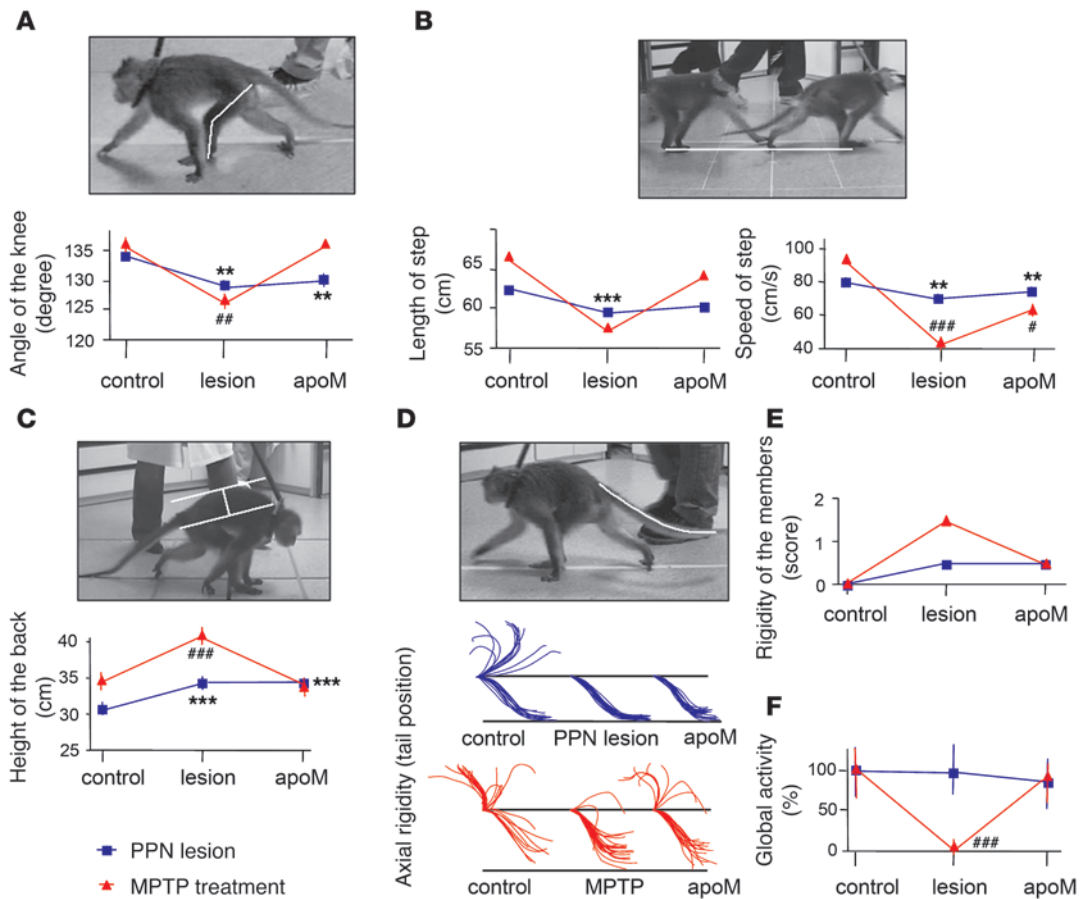 A
Angle of the knee
(degree)
135
130
125
120
**
##
**
control lesion apoM
B
Length of step
(cm)
65
60
55
***
control lesion apoM
Speed of step
(cm/s)
100
80
60
40
**
###
**
#
control lesion apoM
C
Height of the back
(cm)
40
35
30
25
###
***
***
control lesion apoM
PPN lesion
MPTP treatment
D
Axial rigidity (tail position)
control PPN lesion apoM
control MPTP apoM
E
Rigidity of the members
(score)
2
1
0
control lesion apoM
F
Global activity
(%)
100
50
0
###
control lesion apoM